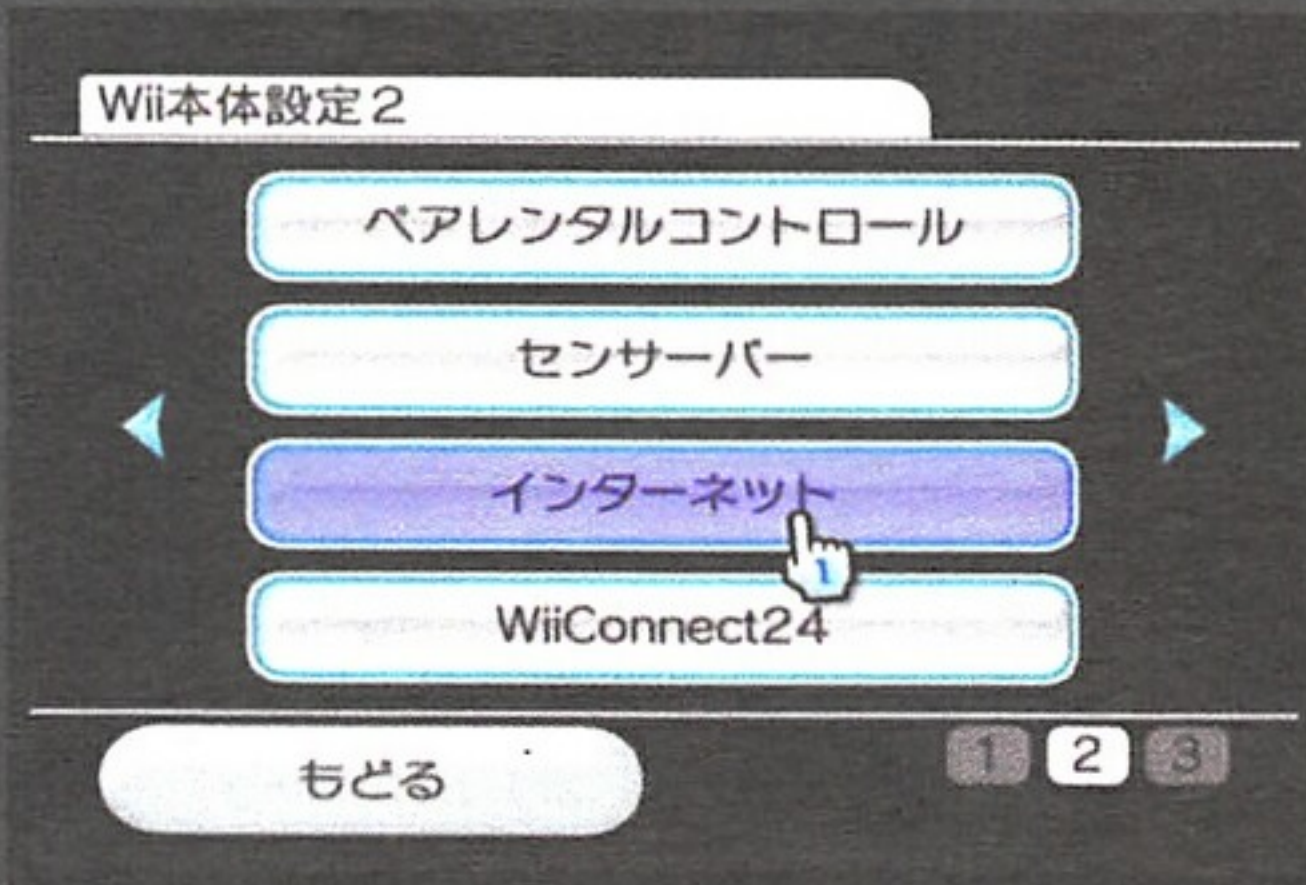 Wii本体設定2
ペアレンタルコントロール
センサーバー
インターネット
1
WiiConnect24
もどる
1 2 3